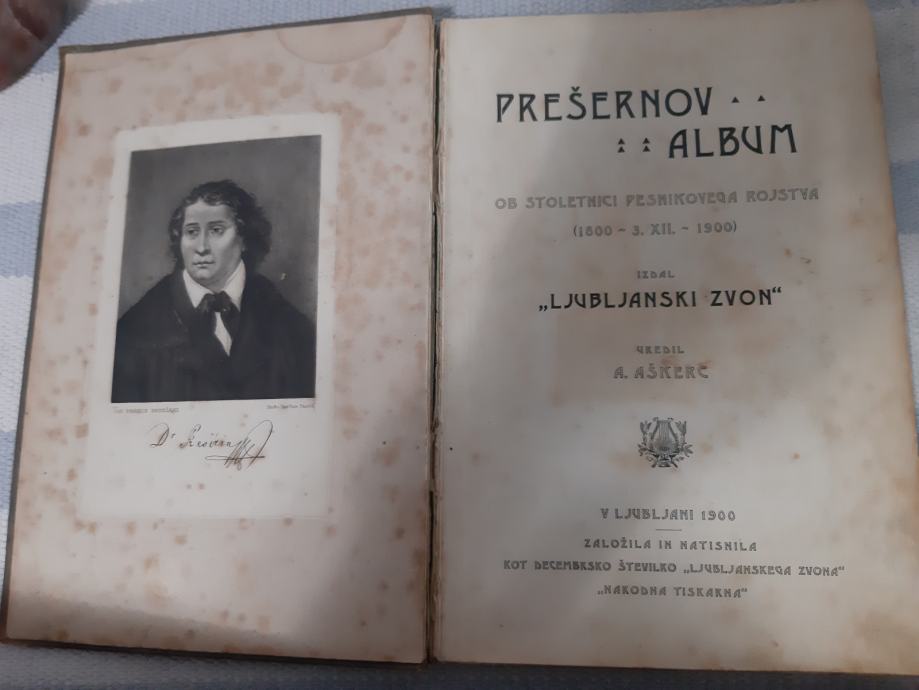 Dr Prešérin
PREŠERNOV
ALBUM
OB STOLETNICI PESNIKOVEGA ROJSTVA
(1800 ~ 3. XII. ~ 1900)
IZDAL
„LJUBLJANSKI ZVON“
UREDIL
A. AŠKERC
V LJUBLJANI 1900
ZALOŽILA IN NATISNILA
KOT DECEMBRSKO ŠTEVILKO „LJUBLJANSKEGA ZVONA“
„NARODNA TISKARNA“